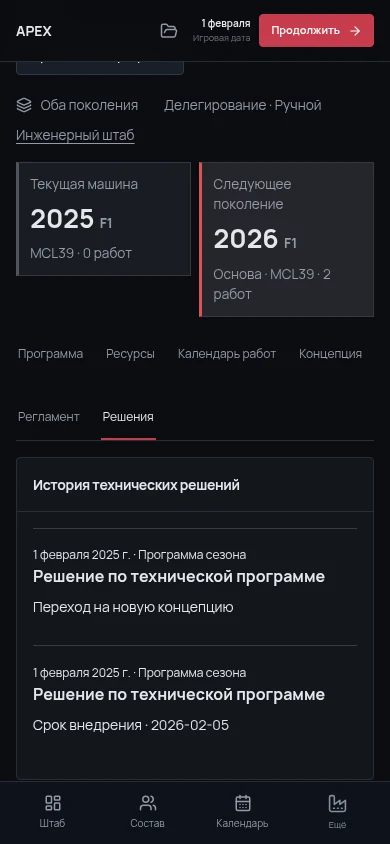 APEX
1 февраля
Игровая дата
Продолжить
Оба поколения
Делегирование · Ручной
Инженерный штаб
Текущая машина
2025 F1
MCL39 · 0 работ
Следующее
поколение
2026 F1
Основа · MCL39 · 2
работ
Программа
Ресурсы
Календарь работ
Концепция
Регламент
Решения
История технических решений
1 февраля 2025 г. · Программа сезона
Решение по технической программе
Переход на новую концепцию
1 февраля 2025 г. · Программа сезона
Решение по технической программе
Срок внедрения · 2026-02-05
Штаб
Состав
Календарь
Ещё